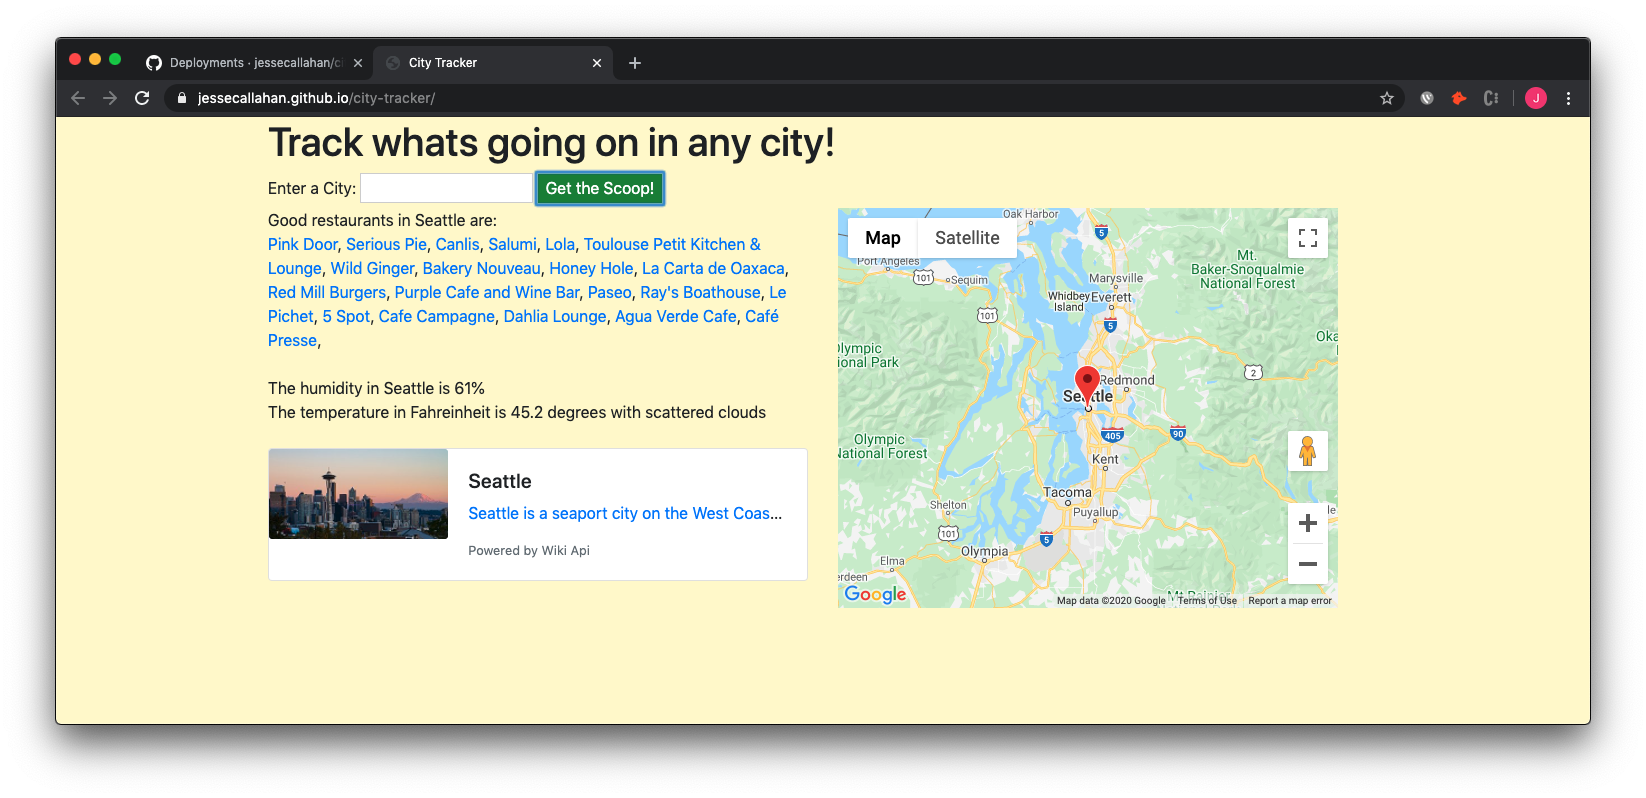 Deployments · jessecallahan/ci
City Tracker
jessecallahan.github.io/city-tracker/
J
Track whats going on in any city!
Enter a City:
Get the Scoop!
Good restaurants in Seattle are:
Pink Door, Serious Pie, Canlis, Salumi, Lola, Toulouse Petit Kitchen &
Lounge, Wild Ginger, Bakery Nouveau, Honey Hole, La Carta de Oaxaca,
Red Mill Burgers, Purple Cafe and Wine Bar, Paseo, Ray's Boathouse, Le
Pichet, 5 Spot, Cafe Campagne, Dahlia Lounge, Agua Verde Cafe, Café
Presse,
The humidity in Seattle is 61%
The temperature in Fahreinheit is 45.2 degrees with scattered clouds
Seattle
Seattle is a seaport city on the West Coas...
Powered by Wiki Api
Map
Satellite
Oak Harbor
5
Port Angeles
101
Sequim
Mt.
Baker-Snoqualmie
National Forest
Marysville
Whidbey
Island
Everett
101
5
Oka
lympic
ional Park
2
Redmond
Seattle
405
90
Olympic
National Forest
Kent
Tacoma
Shelton
Puyallup
le
101
5
Olympia
Elma
erdeen
Google
Mt Rainier
Map data ©2020 Google
Terms of Use
Report a map error